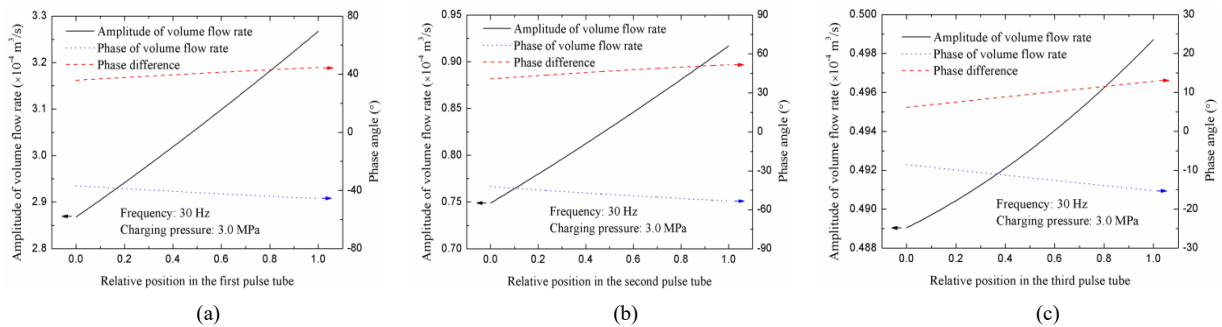 3.3
3.2
3.1
3.0
2.9
2.8
Amplitude of volume flow rate (×10⁻⁴ m³/s)
Amplitude of volume flow rate
Phase of volume flow rate
Phase difference
Frequency: 30 Hz
Charging pressure: 3.0 MPa
80
40
0
-40
-80
Phase angle (°)
0.0 0.2 0.4 0.6 0.8 1.0
Relative position in the first pulse tube
(a)
0.95
0.90
0.85
0.80
0.75
0.70
Amplitude of volume flow rate (×10⁻⁴ m³/s)
Amplitude of volume flow rate
Phase of volume flow rate
Phase difference
Frequency: 30 Hz
Charging pressure: 3.0 MPa
90
60
30
0
-30
-60
-90
Phase angle (°)
0.0 0.2 0.4 0.6 0.8 1.0
Relative position in the second pulse tube
(b)
0.500
0.498
0.496
0.494
0.492
0.490
0.488
Amplitude of volume flow rate (×10⁻⁴ m³/s)
Amplitude of volume flow rate
Phase of volume flow rate
Phase difference
Frequency: 30 Hz
Charging pressure: 3.0 MPa
30
20
10
0
-10
-20
-30
Phase angle (°)
0.0 0.2 0.4 0.6 0.8 1.0
Relative position in the third pulse tube
(c)